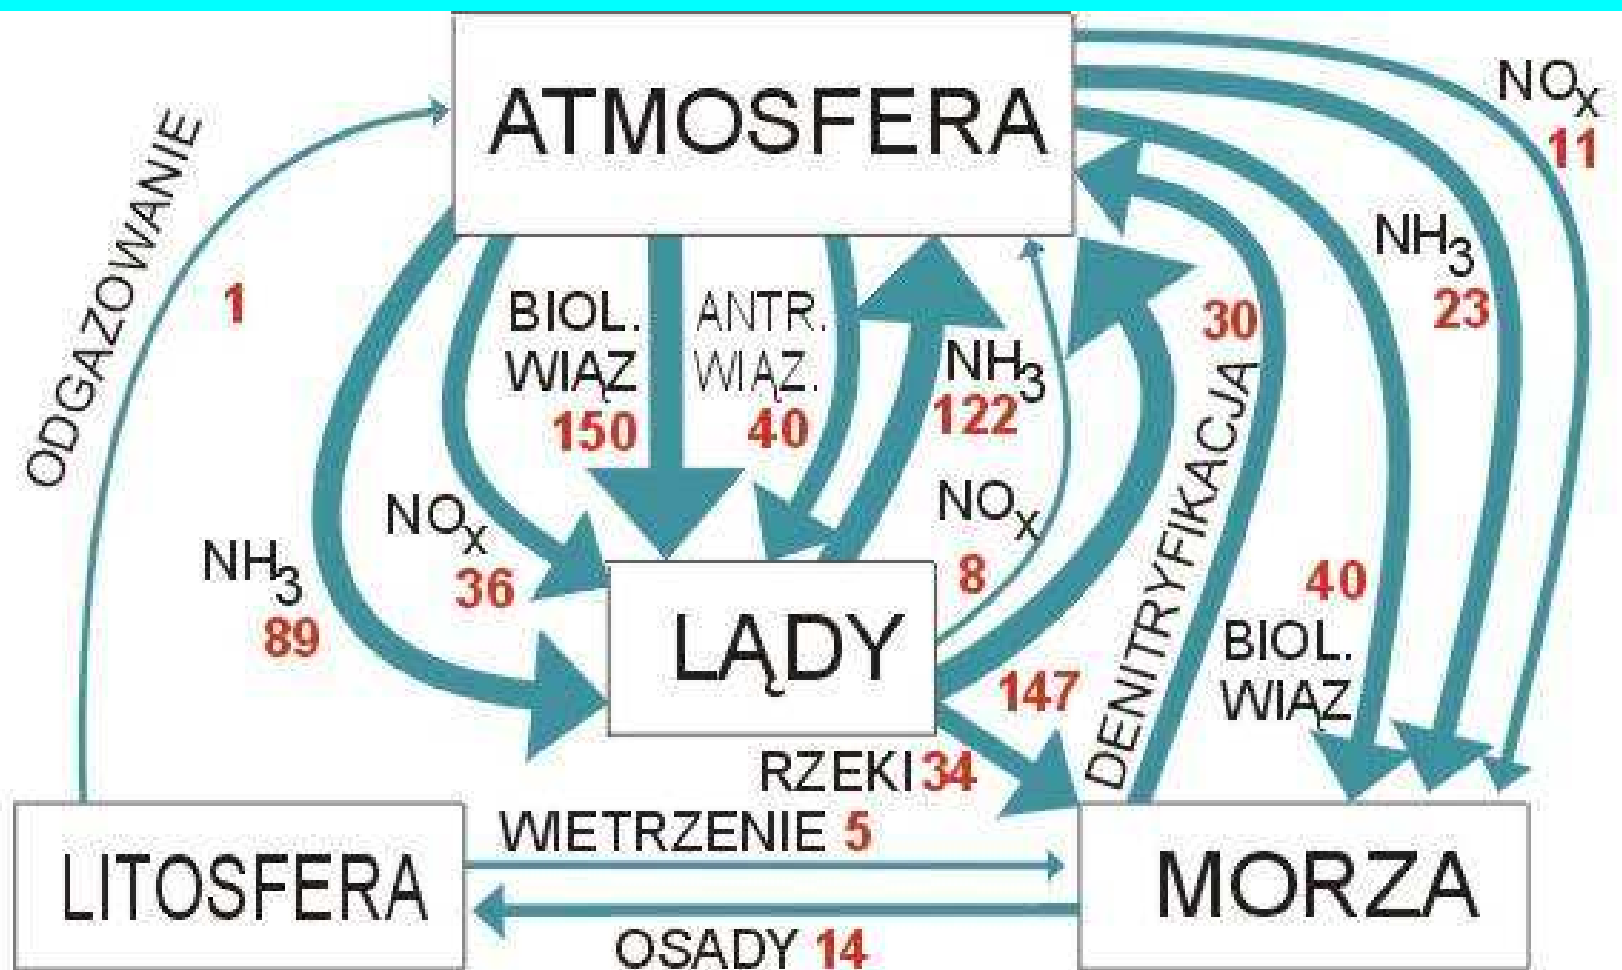 ATMOSFERA
NOX
11
ODGAZOWANIE
1
NH3
23
BIOL.
WIĄZ
150
ANTR.
WIĄZ.
40
NH3
122
30
DENITRYFIKACJA
NOX
36
NOX
8
NH3
89
40
BIOL.
WIĄZ
LĄDY
147
RZEKI 34
WIETRZENIE 5
LITOSFERA
MORZA
OSADY 14